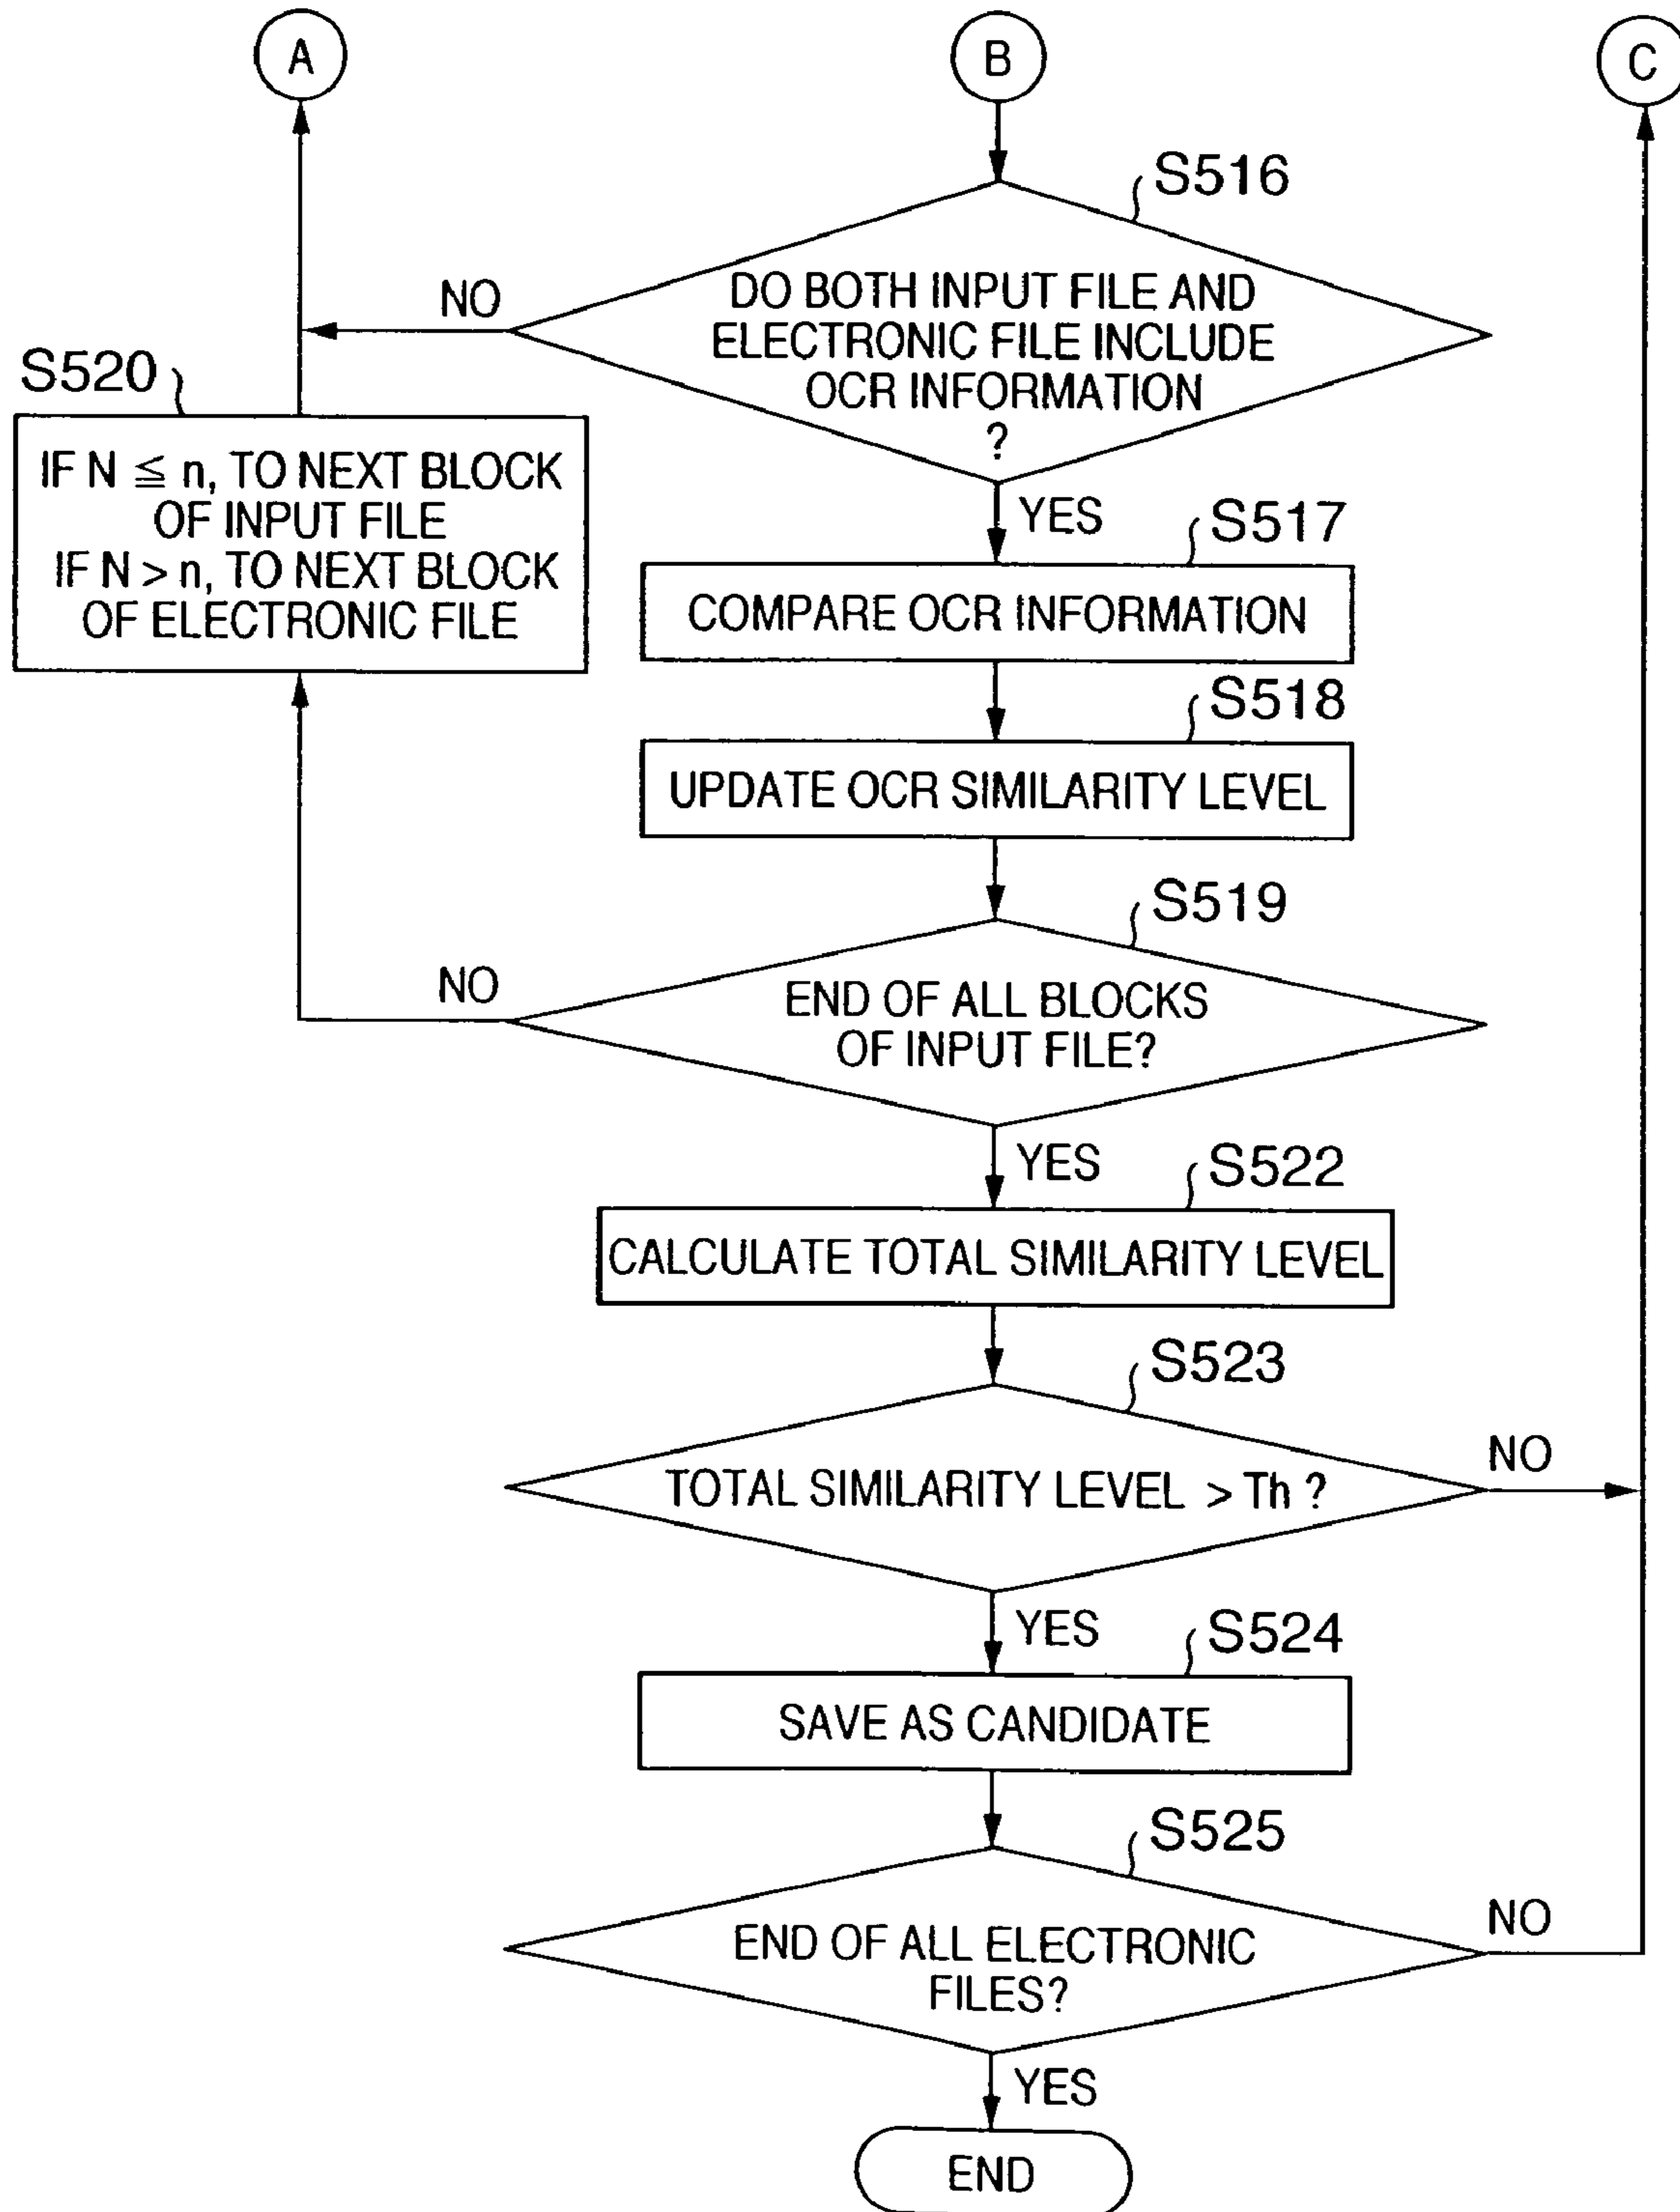 A
B
C
S516
DO BOTH INPUT FILE AND
ELECTRONIC FILE INCLUDE
OCR INFORMATION
?
NO
YES
S520
IF N ≦ n, TO NEXT BLOCK
OF INPUT FILE
IF N > n, TO NEXT BLOCK
OF ELECTRONIC FILE
S517
COMPARE OCR INFORMATION
S518
UPDATE OCR SIMILARITY LEVEL
S519
END OF ALL BLOCKS
OF INPUT FILE?
NO
YES
S522
CALCULATE TOTAL SIMILARITY LEVEL
S523
TOTAL SIMILARITY LEVEL > Th ?
NO
YES
S524
SAVE AS CANDIDATE
S525
END OF ALL ELECTRONIC
FILES?
NO
YES
END